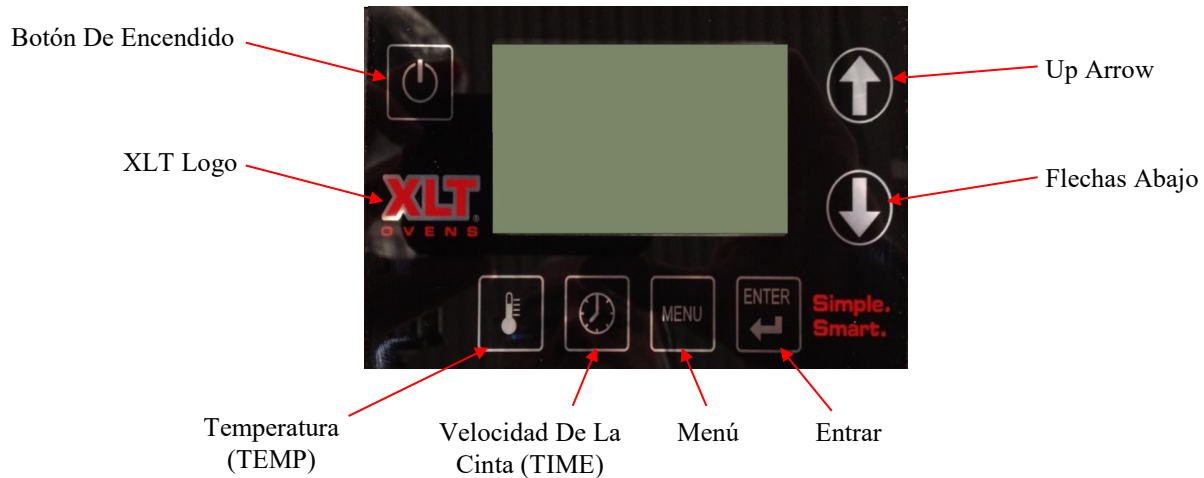 Botón De Encendido
Up Arrow
XLT Logo
Flechas Abajo
XLT®
OVENS
MENU
ENTER
Simple.
Smart.
Temperatura
(TEMP)
Velocidad De La
Cinta (TIME)
Menú
Entrar